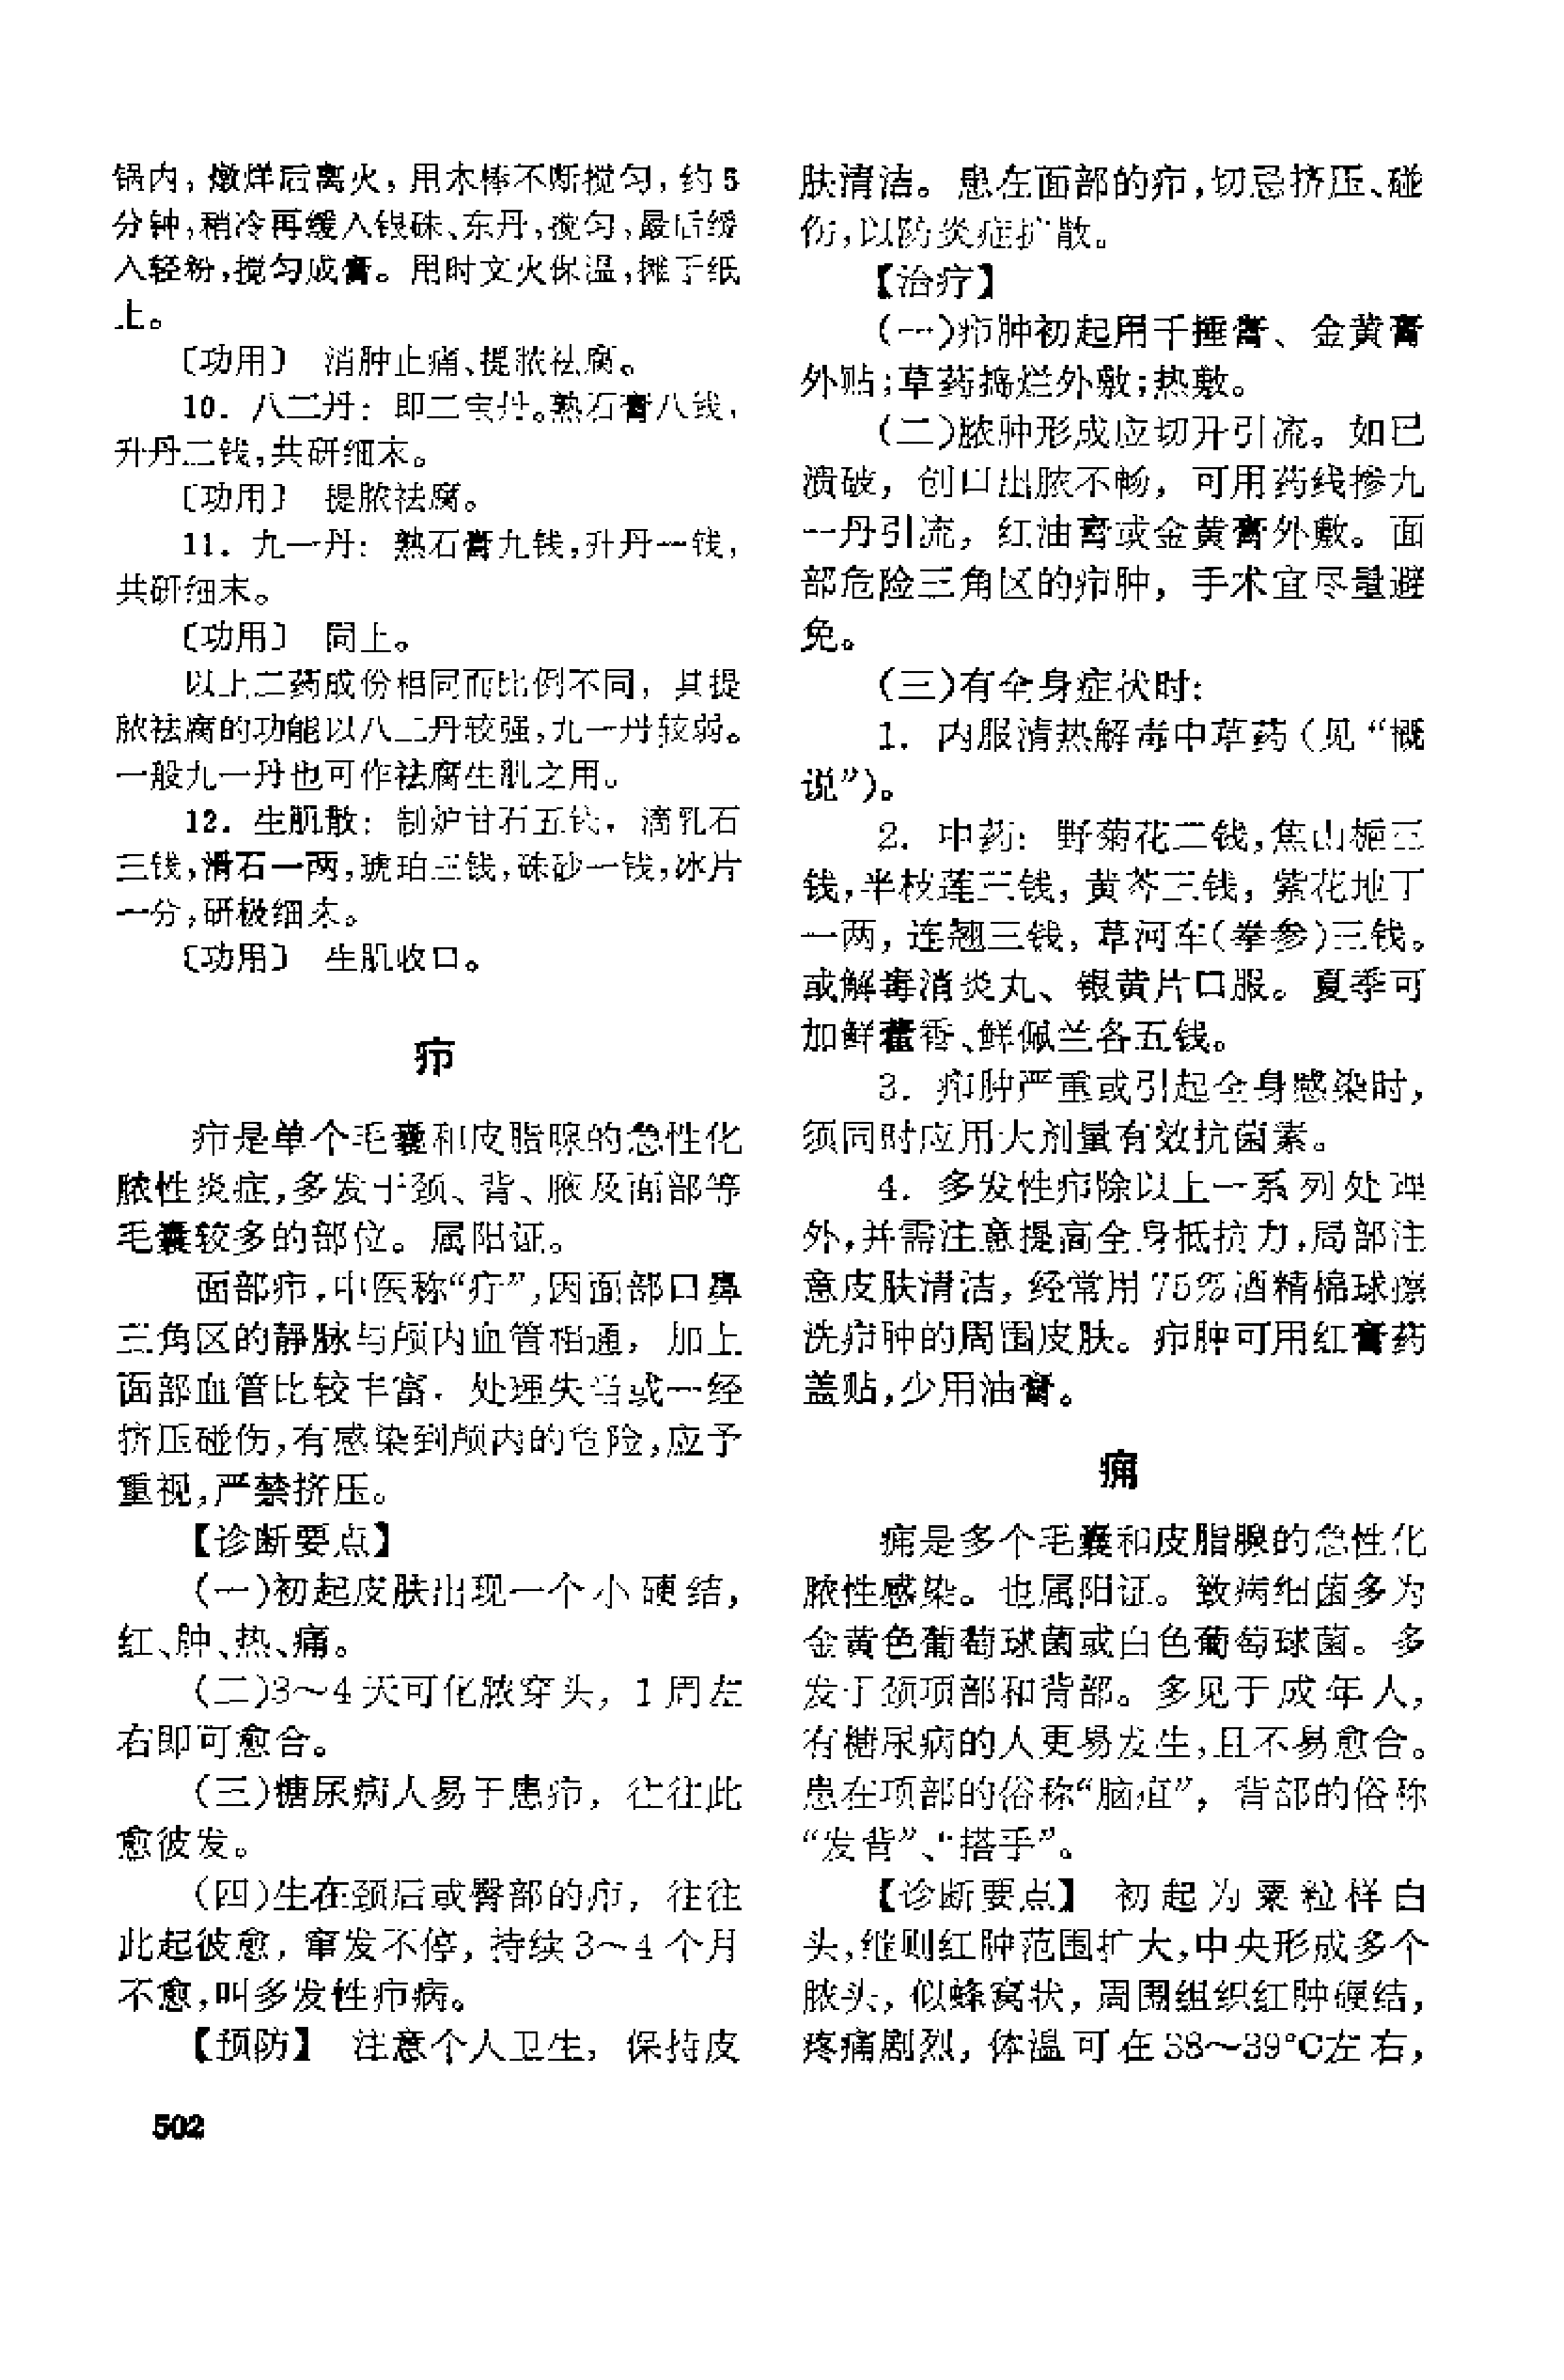 锅内，燉烊后离火，用木棒不断搅匀，约5
分钟，稍冷再缓入银硃、东丹，搅匀，最后缓
入轻粉，搅匀成膏。用时文火保温，摊于纸
上。
〔功用〕 消肿止痛、提脓祛腐。
10．八二丹：即二宝丹。熟石膏八钱，
升丹二钱，共研细末。
〔功用〕 提脓祛腐。
11．九一丹：熟石膏九钱，升丹一钱，
共研细末。
〔功用〕 同上。
以上二药成份相同而比例不同，其提
脓祛腐的功能以八二丹较强，九一丹较弱。
一般九一丹也可作祛腐生肌之用。
12．生肌散：制炉甘石五钱，滴乳石
三钱，滑石一两，琥珀三钱，硃砂一钱，冰片
一分，研极细末。
〔功用〕 生肌收口。
疖
疖是单个毛囊和皮脂腺的急性化
脓性炎症，多发于颈、背、腋及面部等
毛囊较多的部位。属阳证。
面部疖，中医称“疔”，因面部口鼻
三角区的静脉与颅内血管相通，加上
面部血管比较丰富，处理失当或一经
挤压碰伤，有感染到颅内的危险，应予
重视，严禁挤压。
【诊断要点】
（一）初起皮肤出现一个小硬结，
红、肿、热、痛。
（二）3～4天可化脓穿头，1周左
右即可愈合。
（三）糖尿病人易于患疖，往往此
愈彼发。
（四）生在颈后或臀部的疖，往往
此起彼愈，窜发不停，持续3～4个月
不愈，叫多发性疖病。
【预防】 注意个人卫生，保持皮
502
肤清洁。患在面部的疖，切忌挤压、碰
伤，以防炎症扩散。
【治疗】
（一）疖肿初起用千捶膏、金黄膏
外贴；草药捣烂外敷；热敷。
（二）脓肿形成应切开引流。如已
溃破，创口出脓不畅，可用药线掺九
一丹引流，红油膏或金黄膏外敷。面
部危险三角区的疖肿，手术宜尽量避
免。
（三）有全身症状时：
1．内服清热解毒中草药（见“概
说”）。
2．中药：野菊花二钱，焦山栀三
钱，半枝莲三钱，黄芩三钱，紫花地丁
一两，连翘三钱，草河车（拳参）三钱。
或解毒消炎丸、银黄片口服。夏季可
加鲜藿香、鲜佩兰各五钱。
3．疖肿严重或引起全身感染时，
须同时应用大剂量有效抗菌素。
4．多发性疖除以上一系列处理
外，并需注意提高全身抵抗力，局部注
意皮肤清洁，经常用75％酒精棉球擦
洗疖肿的周围皮肤。疖肿可用红膏药
盖贴，少用油膏。
痈
痈是多个毛囊和皮脂腺的急性化
脓性感染。也属阳证。致病细菌多为
金黄色葡萄球菌或白色葡萄球菌。多
发于颈项部和背部。多见于成年人，
有糖尿病的人更易发生，且不易愈合。
患在项部的俗称“脑疽”，背部的俗称
“发背”、“搭手”。
【诊断要点】 初起为粟粒样白
头，继则红肿范围扩大，中央形成多个
脓头，似蜂窝状，周围组织红肿硬结，
疼痛剧烈，体温可在38～39°C左右，